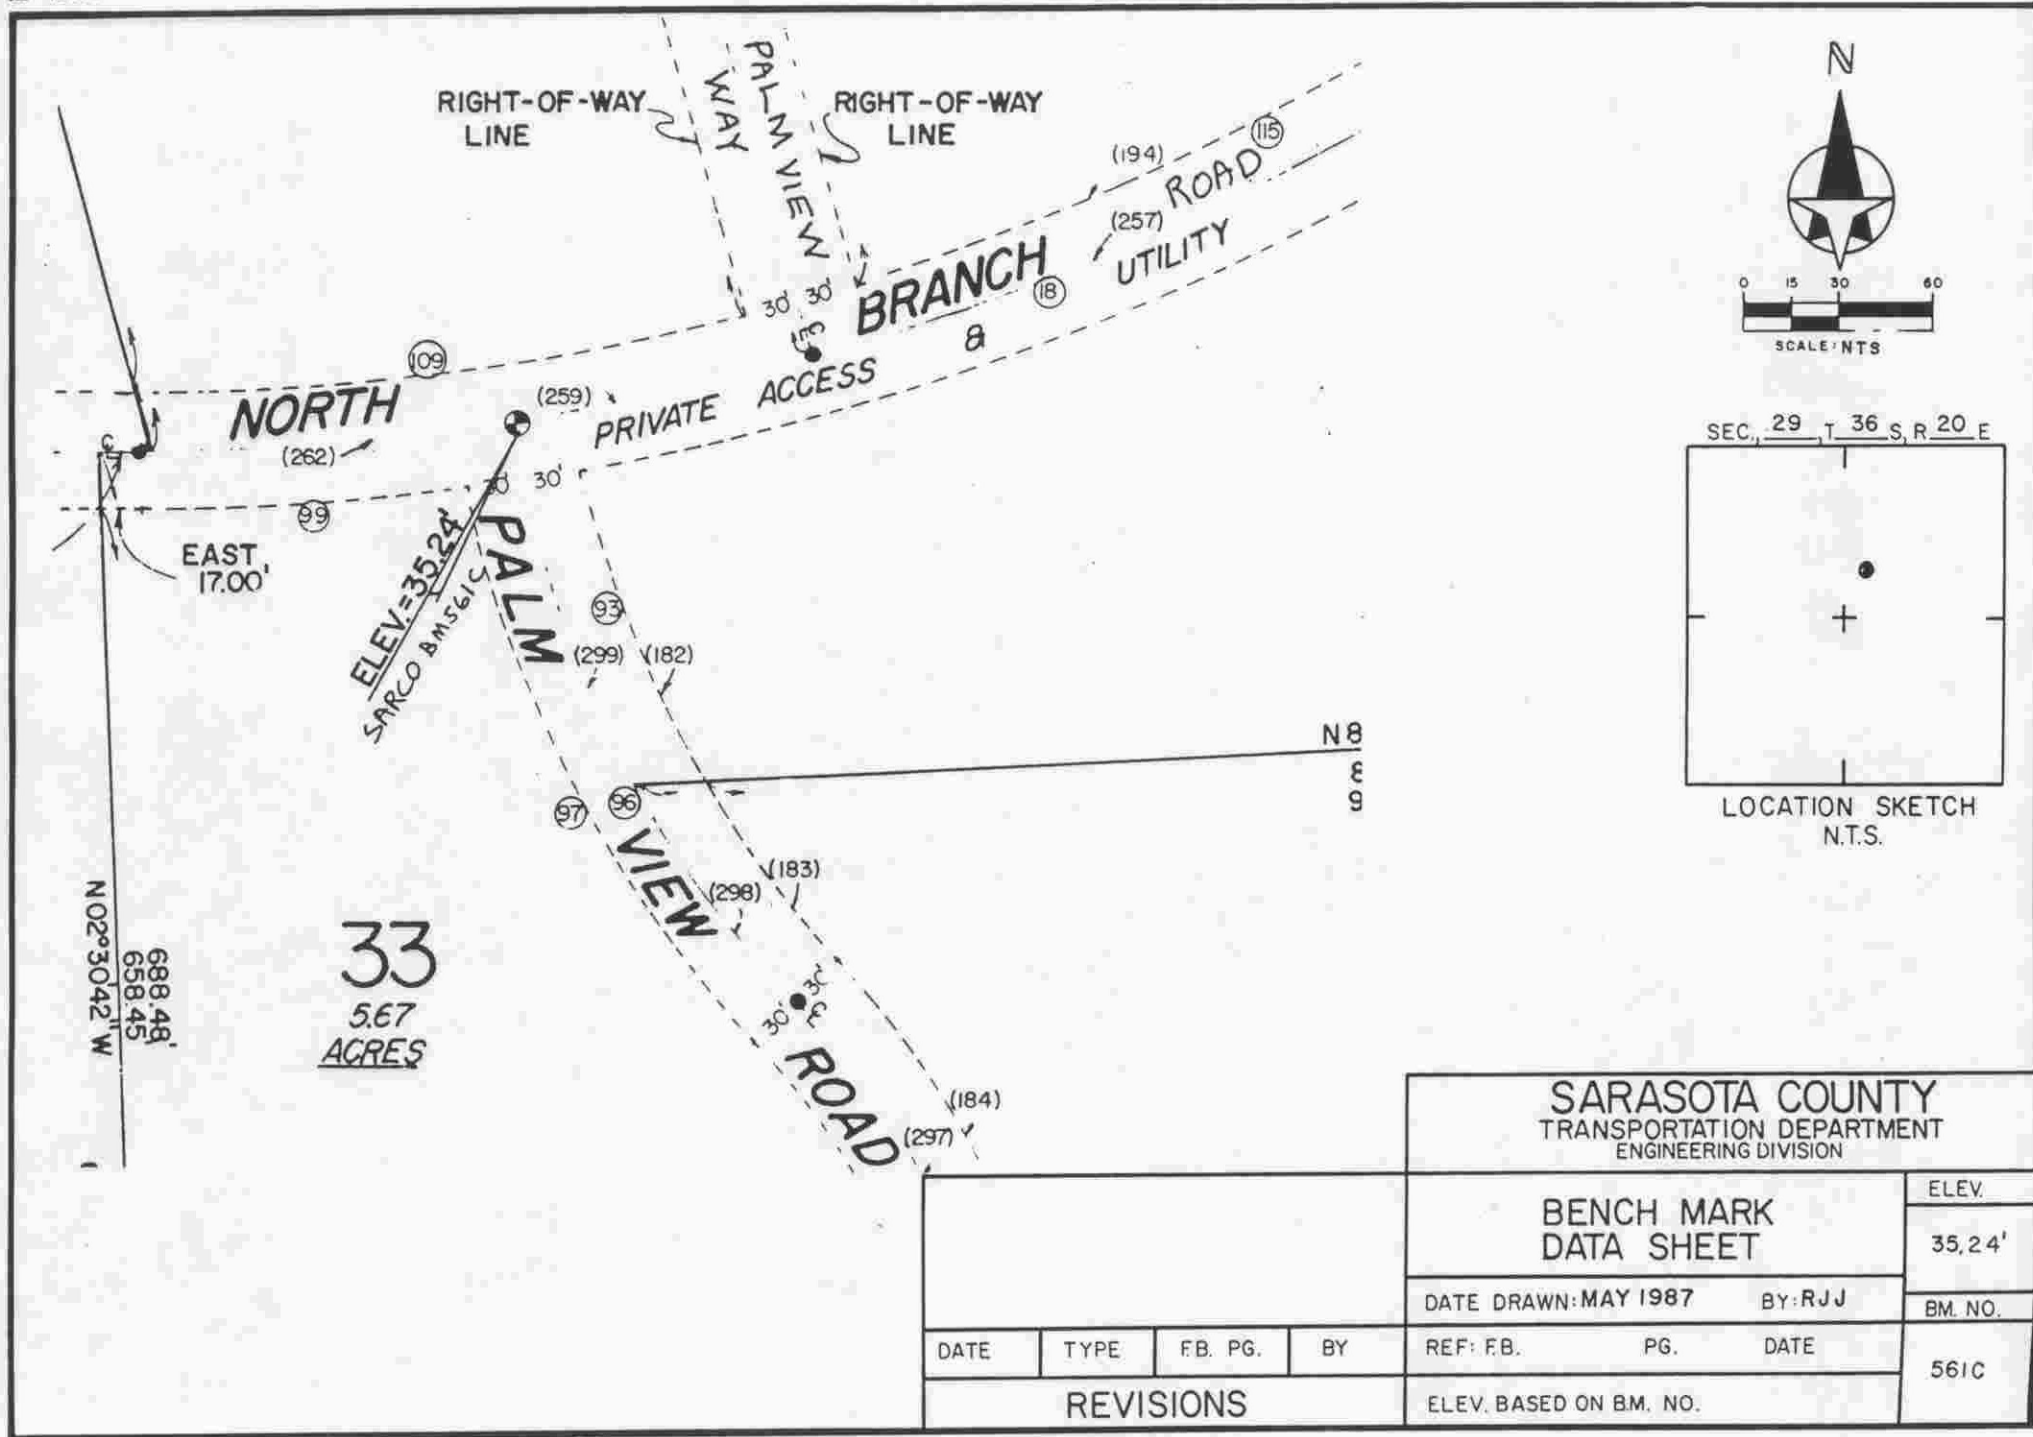 RIGHT-OF-WAY
LINE
PALM VIEW
WAY
RIGHT-OF-WAY
LINE
(194)
115
ROAD
(257)
UTILITY
BRANCH
18
&
30' 30'
℄
109
NORTH
(259)
PRIVATE ACCESS
(262)
℄
99
30' 30'
EAST
17.00'
ELEV.=35.24'
SARCO BM561C
PALM
93
(299)
(182)
N 8
8
9
97
96
VIEW
(298)
(183)
30' 30'
℄
ROAD
(184)
(297)
N 02°30'42" W
688.48'
658.45'
33
5.67
ACRES
N
0 15 30 60
SCALE: NTS
SEC. 29 , T. 36 S, R 20 E
LOCATION SKETCH
N.T.S.
SARASOTA COUNTY
TRANSPORTATION DEPARTMENT
ENGINEERING DIVISION
BENCH MARK
DATA SHEET
ELEV.
35,24'
DATE DRAWN: MAY 1987 BY: RJJ
BM. NO.
561C
DATE TYPE F.B. PG. BY
REF: F.B. PG. DATE
REVISIONS
ELEV. BASED ON B.M. NO.